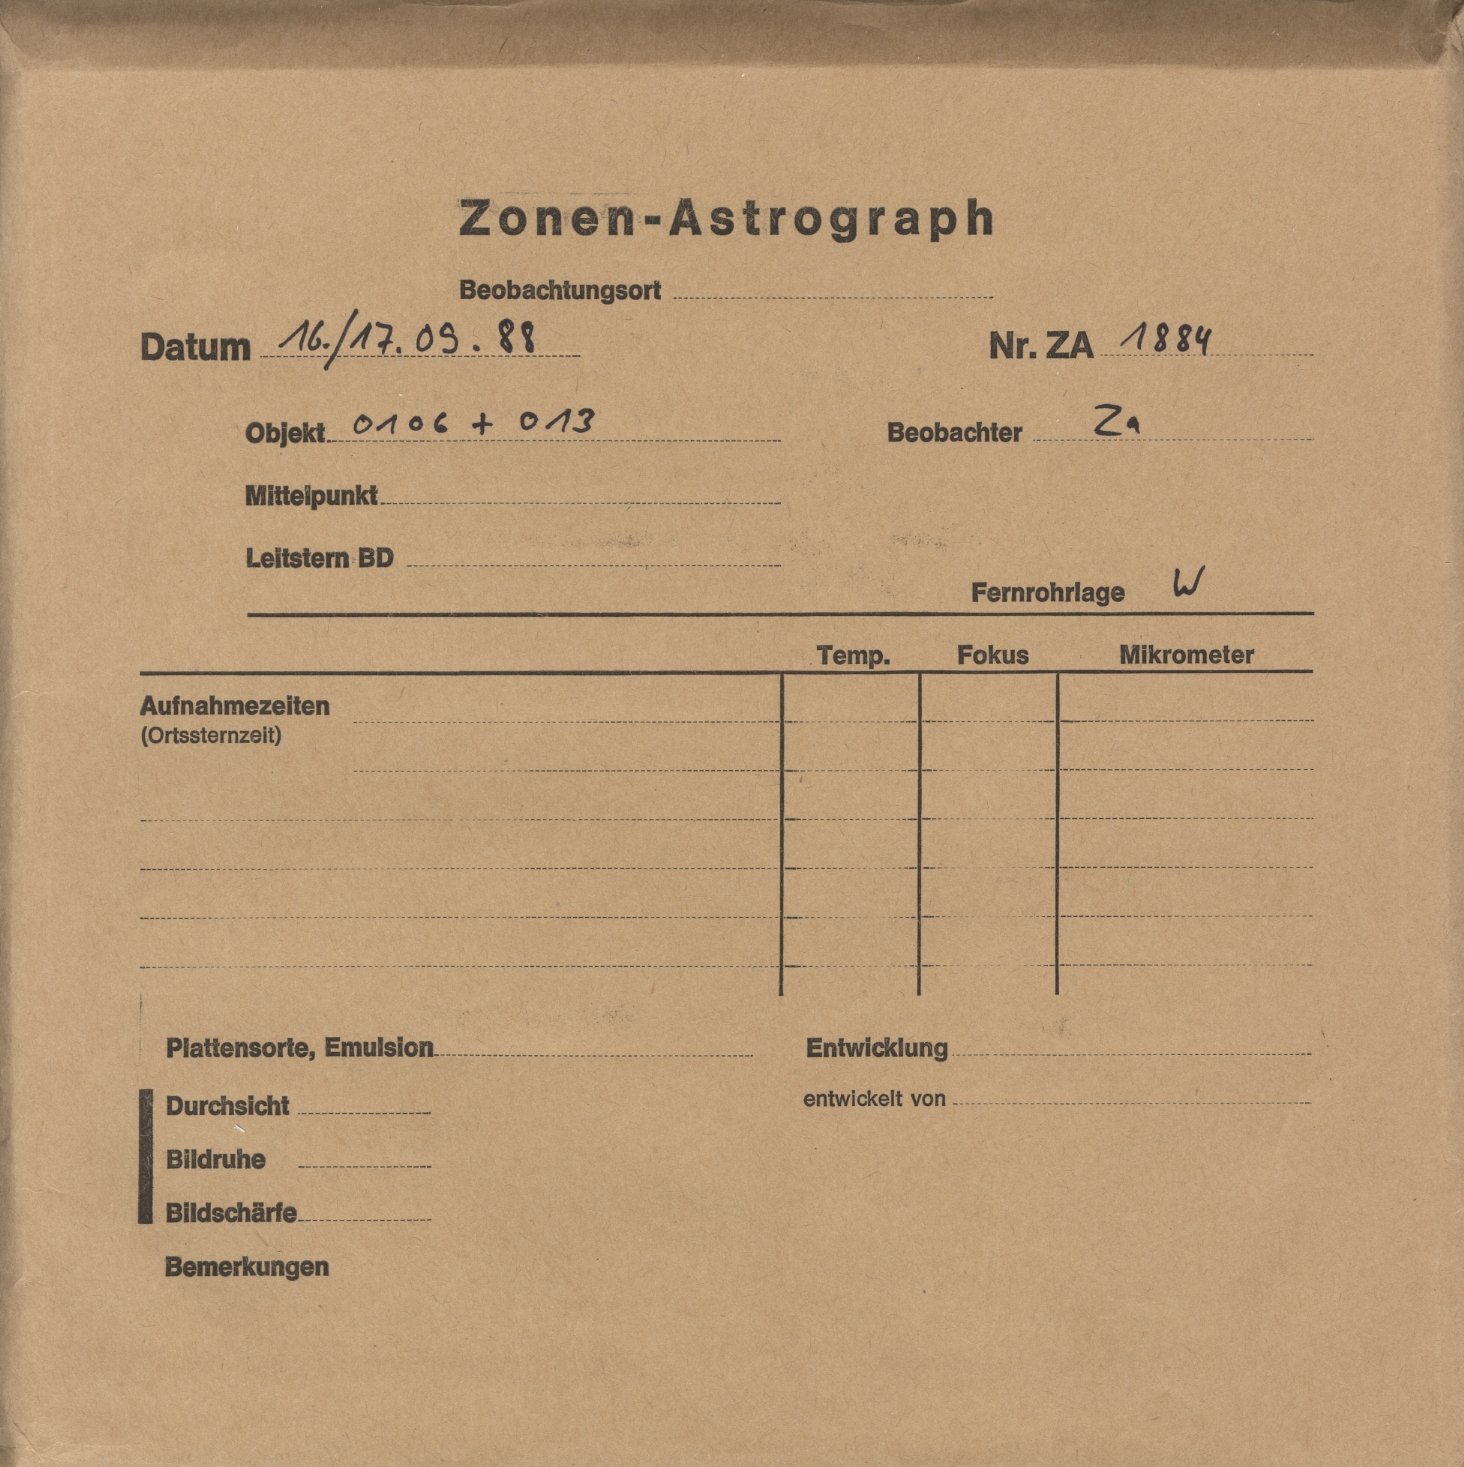 Zonen-Astrograph
Beobachtungsort
Datum 16./17.09.88 Nr. ZA 1884
Objekt 0106 + 013 Beobachter Za
Mittelpunkt
Leitstern BD
Fernrohrlage W
Temp. Fokus Mikrometer
Aufnahmezeiten
(Ortssternzeit)
Plattensorte, Emulsion Entwicklung
Durchsicht entwickelt von
Bildruhe
Bildschärfe
Bemerkungen